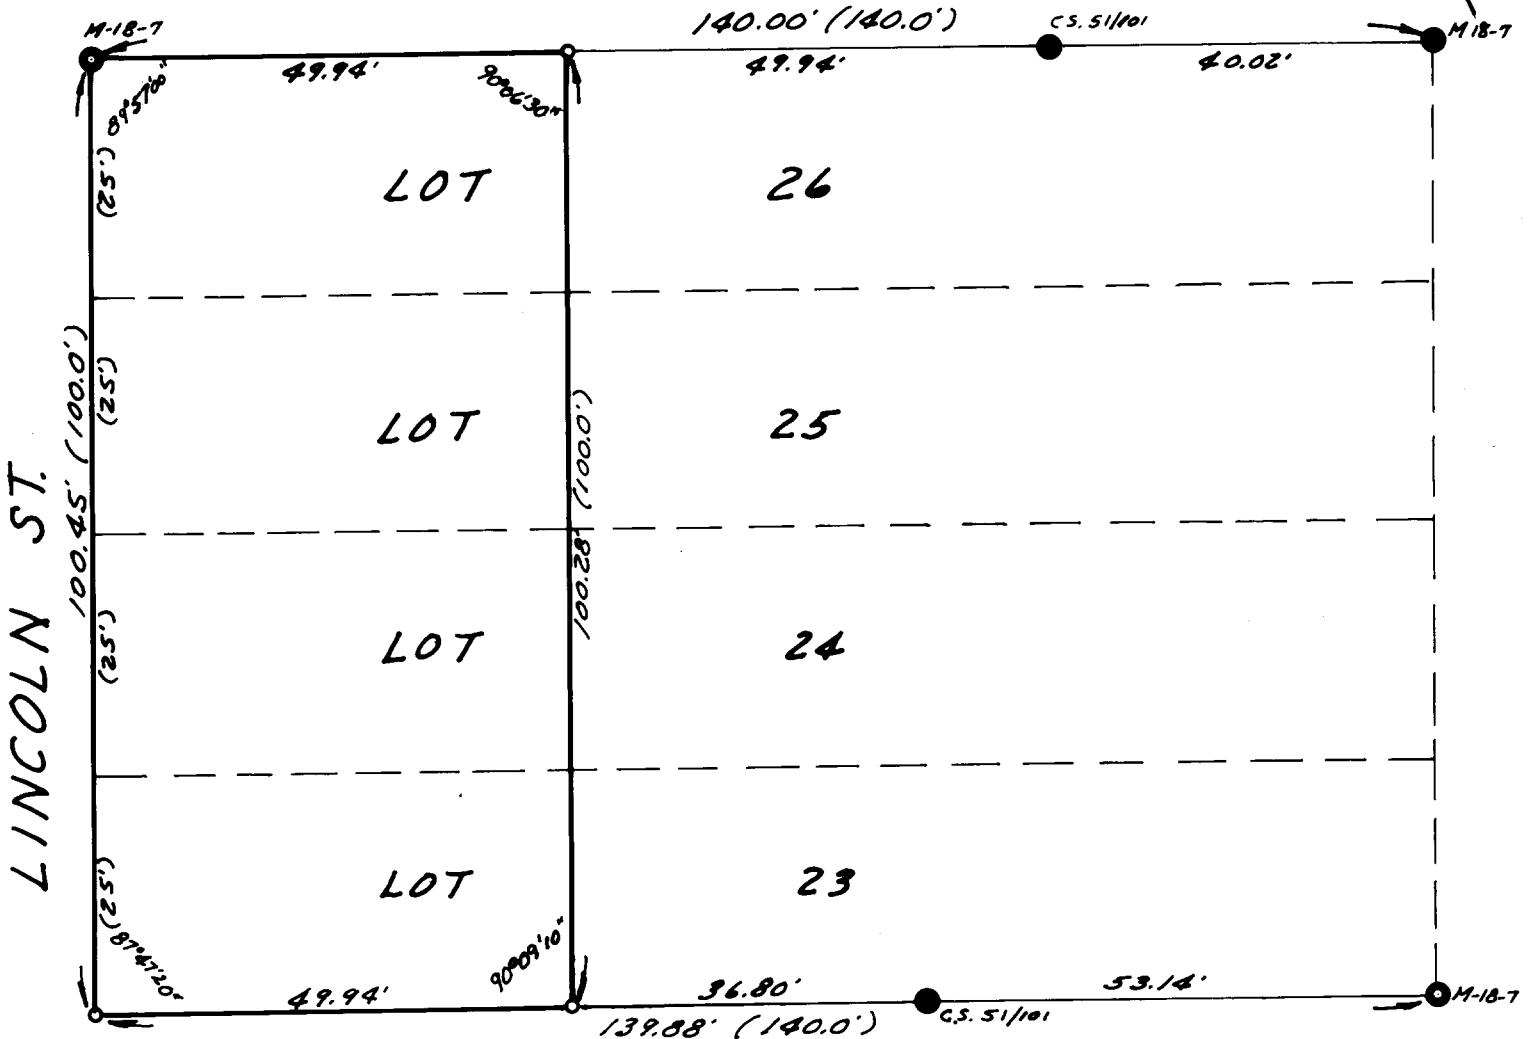 140.00' (140.0')
M-18-7
C.S. 51/101
M18-7
49.94'
49.94'
40.02'
89°57'00"
90°06'30"
(25')
LOT 26
100.45' (100.0')
(25')
100.28' (100.0')
LOT 25
LINCOLN ST.
(25')
LOT 24
(25')
LOT 23
87°47'20"
90°09'10"
49.94'
36.80'
53.14'
C.S. 51/101
M-18-7
139.88' (140.0')